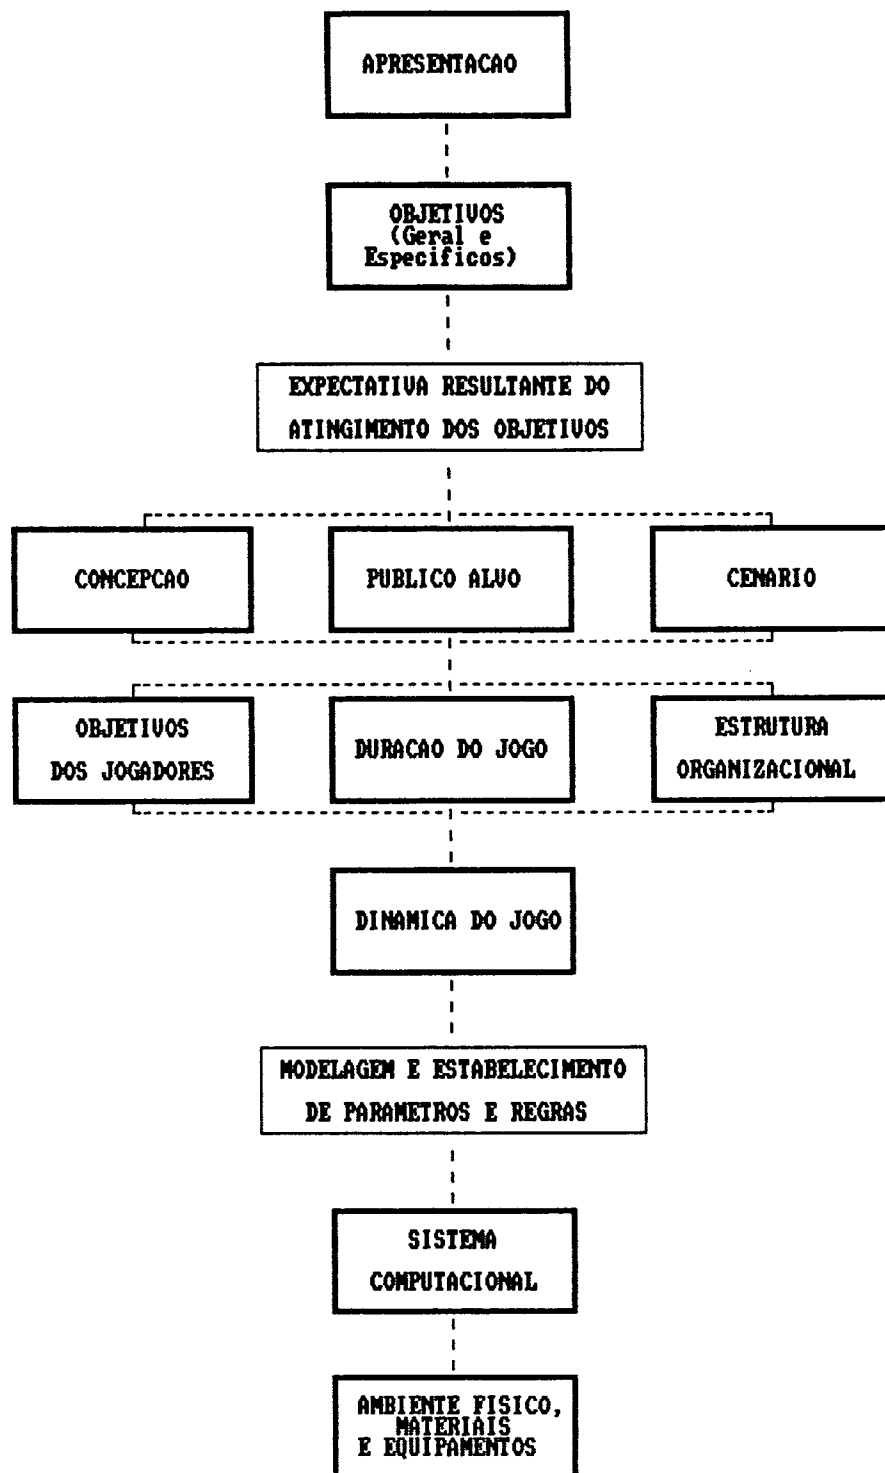 APRESENTACAO
OBJETIVOS
(Geral e
Especificos)
EXPECTATIVA RESULTANTE DO
ATINGIMENTO DOS OBJETIVOS
CONCEPCAO
PUBLICO ALVO
CENARIO
OBJETIVOS
DOS JOGADORES
DURACAO DO JOGO
ESTRUTURA
ORGANIZACIONAL
DINAMICA DO JOGO
MODELAGEM E ESTABELECIMENTO
DE PARAMETROS E REGRAS
SISTEMA
COMPUTACIONAL
AMBIENTE FISICO,
MATERIAIS
E EQUIPAMENTOS